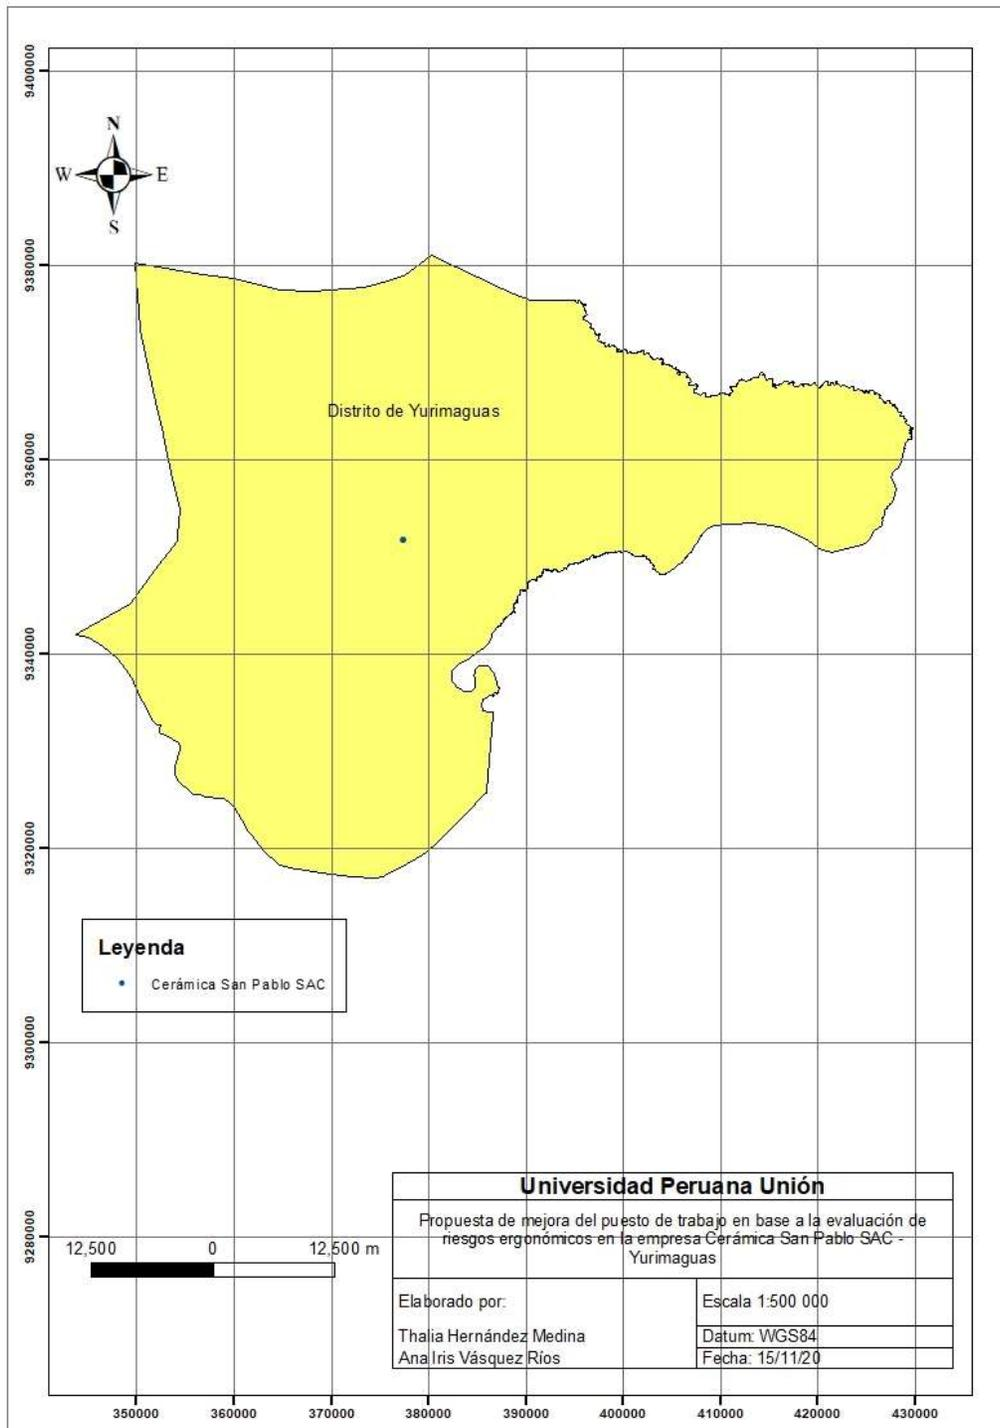 9400000
N
W
E
S
9380000
Distrito de Yurimaguas
9360000
9340000
9320000
Leyenda
Cerámica San Pablo SAC
9300000
Universidad Peruana Unión
Propuesta de mejora del puesto de trabajo en base a la evaluación de
riesgos ergonómicos en la empresa Cerámica San Pablo SAC -
Yurimaguas
9280000
12,500 0 12,500 m
Elaborado por:
Escala 1:500 000
Thalia Hernández Medina
Datum: WGS84
Ana Iris Vásquez Ríos
Fecha: 15/11/20
350000 360000 370000 380000 390000 400000 410000 420000 430000